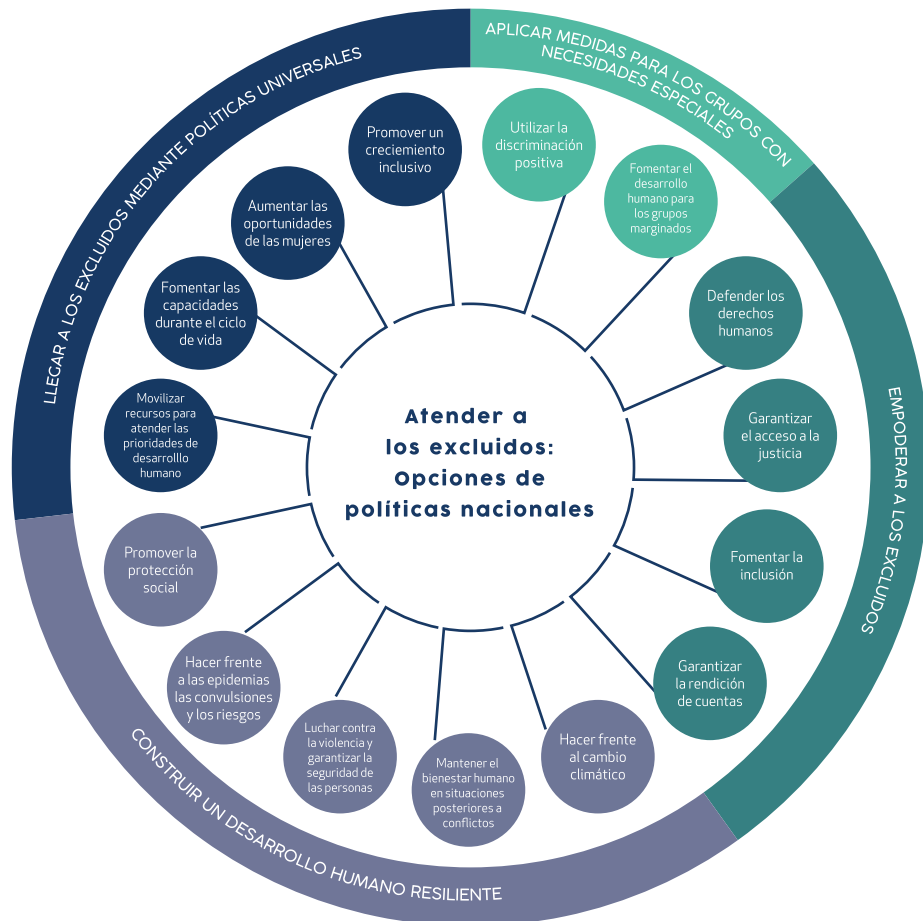 LLEGAR A LOS EXCLUIDOS MEDIANTE POLÍTICAS UNIVERSALES
APLICAR MEDIDAS PARA LOS GRUPOS CON
NECESIDADES ESPECIALES
EMPODERAR A LOS EXCLUIDOS
CONSTRUIR UN DESARROLLO HUMANO RESILIENTE
Atender a
los excluidos:
Opciones de
políticas nacionales
Promover un
creciemiento
inclusivo
Utilizar la
discriminación
positiva
Fomentar el
desarrollo
humano para
los grupos
marginados
Defender los
derechos
humanos
Garantizar
el acceso a la
justicia
Fomentar la
inclusión
Garantizar
la rendición
de cuentas
Hacer frente
al cambio
climático
Mantener el
bienestar humano
en situaciones
posteriores a
conflictos
Luchar contra
la violencia y
garantizar la
seguridad de
las personas
Hacer frente
a las epidemias
las convulsiones
y los riesgos
Promover la
protección
social
Movilizar
recursos para
atender las
prioridades de
desarolllo
humano
Fomentar las
capacidades
durante el ciclo
de vida
Aumentar las
oportunidades
de las mujeres